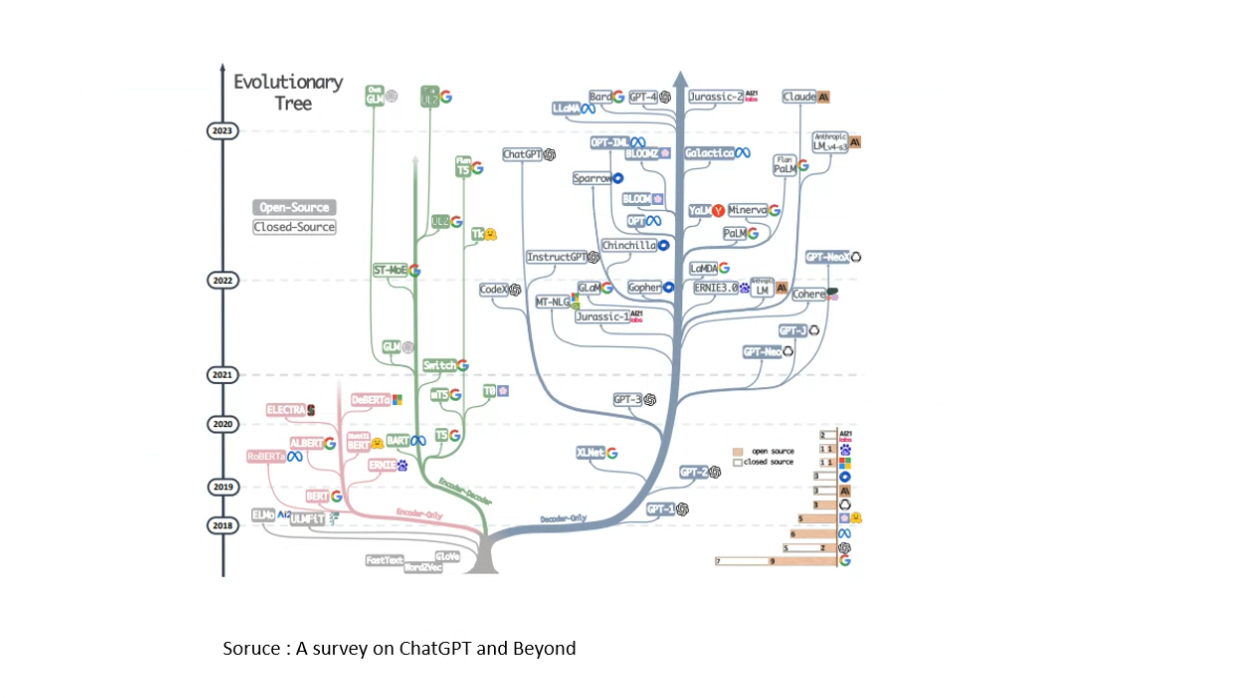 Evolutionary
Tree
2023
2022
2021
2020
2019
2018
Open-Source
Closed-Source
GLM
Flan
T5
UL2
Tk
ST-MoE
GLM
Switch
mT5
T0
DeBERTa
ELECTRA
ALBERT
BERT
BART
T5
RoBERTa
ERNIE
BERT
ELMo
AI2
ULMFiT
Encoder-Only
Encoder-Decoder
Decoder-Only
FastText
GloVe
Word2Vec
Bard
GPT-4
Jurassic-2
AI21
labs
Claude
LLaMA
OPT-IML
BLOOMZ
Galactica
Anthropic
LM_v4-s3
ChatGPT
Flan
PaLM
Sparrow
BLOOM
YaLM
Minerva
OPT
PaLM
Chinchilla
InstructGPT
GPT-NeoX
LaMDA
CodeX
GLaM
Gopher
ERNIE3.0
Anthropic
LM
Cohere
MT-NLG
Jurassic-1
AI21
labs
GPT-J
GPT-Neo
GPT-3
XLNet
GPT-2
GPT-1
open source
closed source
2
AI21
labs
1 1
1 1
3
3
3
5
6
5 2
7 9
Soruce : A survey on ChatGPT and Beyond